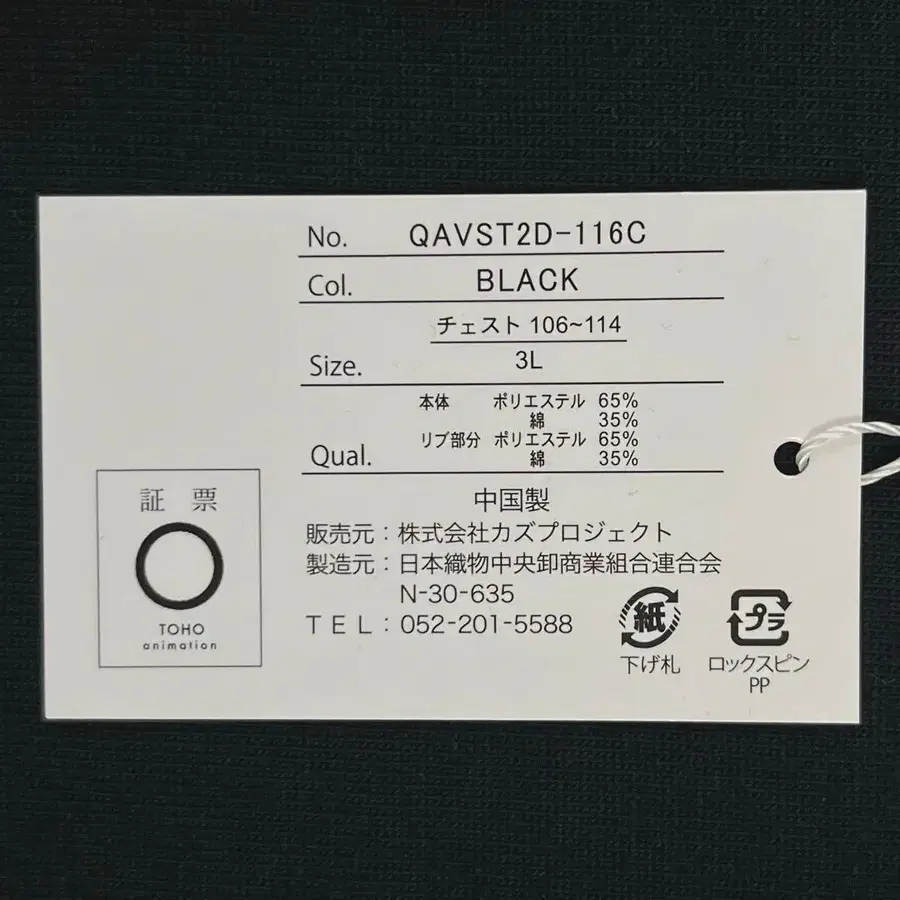 No. QAVST2D-116C
Col. BLACK
チェスト 106~114
Size. 3L
本体 ポリエステル 65%
綿 35%
リブ部分 ポリエステル 65%
Qual. 綿 35%
中国製
販売元：株式会社カズプロジェクト
製造元：日本織物中央卸商業組合連合会
N-30-635
TEL：052-201-5588
証 票
TOHO
animation
紙
下げ札
プラ
ロックスピン
PP